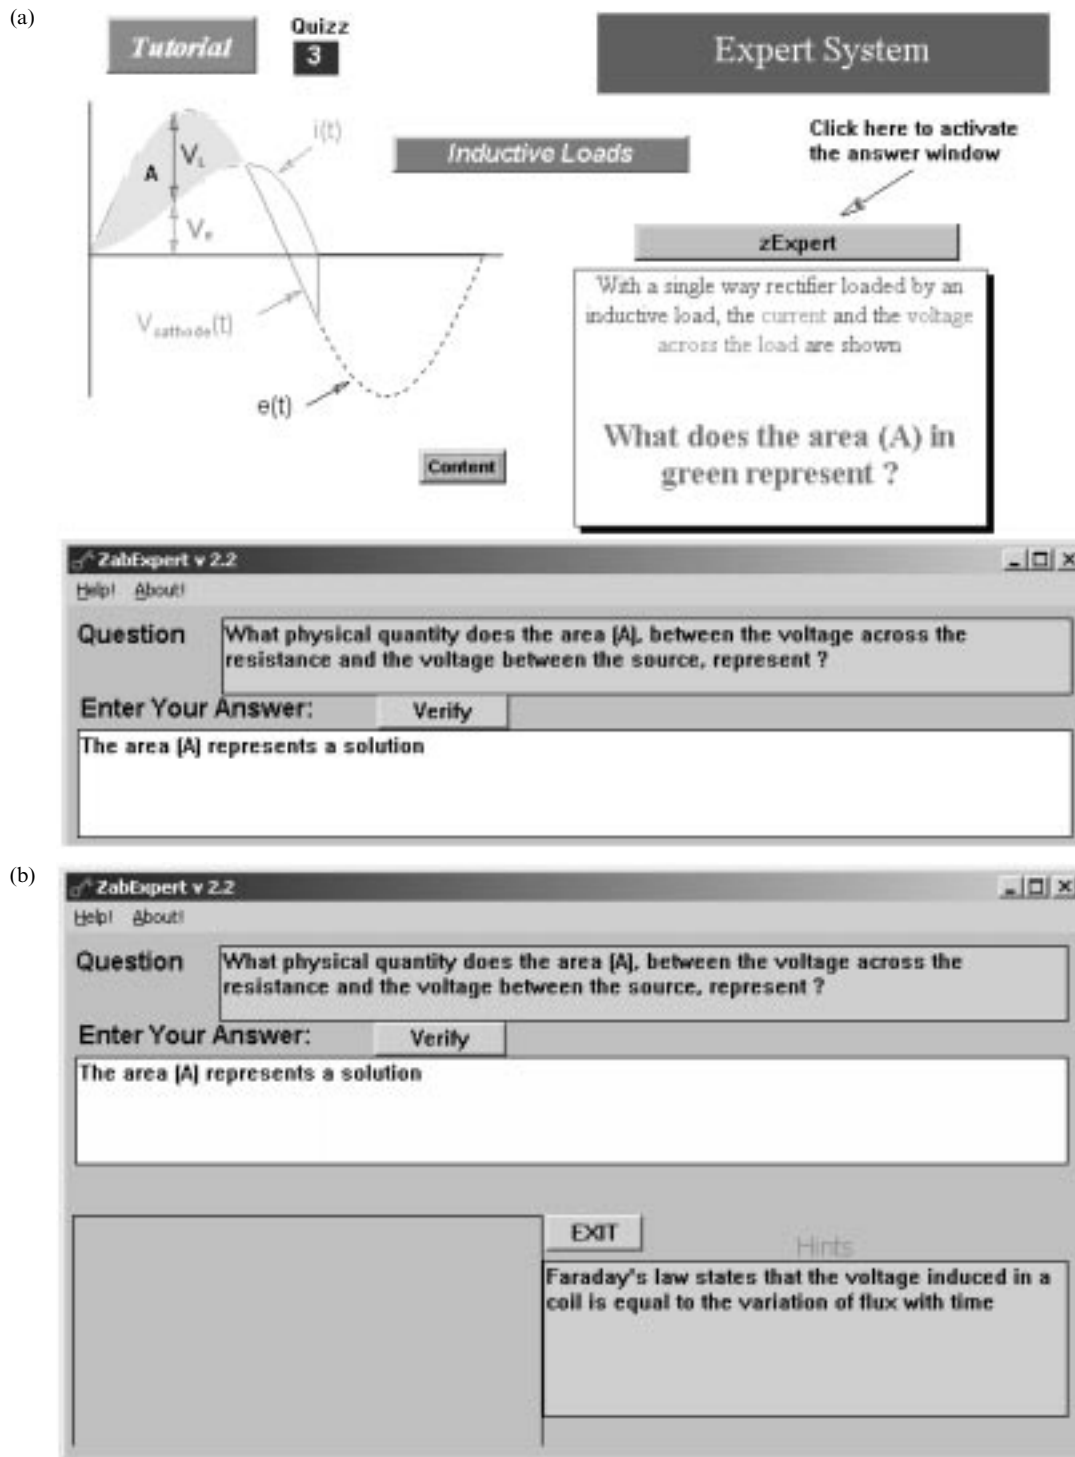 (a)
Tutorial
Quizz
3
Expert System
i(t)
Inductive Loads
Click here to activate
the answer window
A
VL
VR
zExpert
With a single way rectifier loaded by an
inductive load, the current and the voltage
across the load are shown
Vcathode(t)
e(t)
What does the area (A) in
green represent ?
Content
ZabExpert v 2.2
Help! About!
Question
What physical quantity does the area (A), between the voltage across the
resistance and the voltage between the source, represent ?
Enter Your Answer:
Verify
The area (A) represents a solution
(b)
ZabExpert v 2.2
Help! About!
Question
What physical quantity does the area (A), between the voltage across the
resistance and the voltage between the source, represent ?
Enter Your Answer:
Verify
The area (A) represents a solution
EXIT
Hints
Faraday's law states that the voltage induced in a
coil is equal to the variation of flux with time